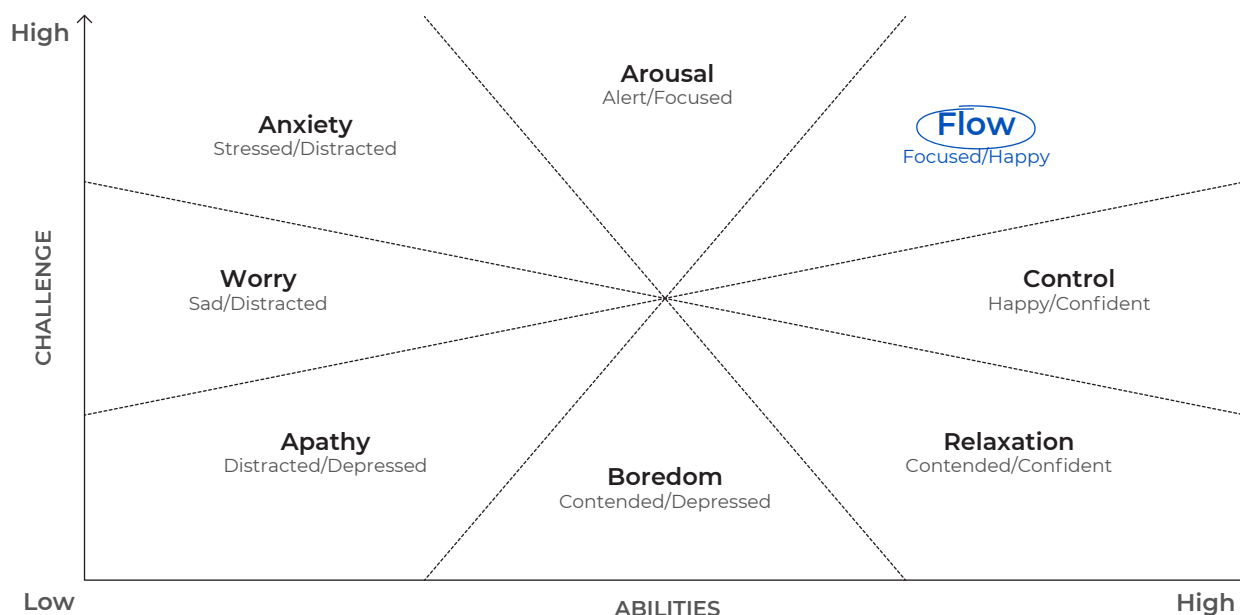 High
Arousal
Alert/Focused
Anxiety
Stressed/Distracted
Flow
Focused/Happy
CHALLENGE
Worry
Sad/Distracted
Control
Happy/Confident
Apathy
Distracted/Depressed
Boredom
Contended/Depressed
Relaxation
Contended/Confident
Low
ABILITIES
High